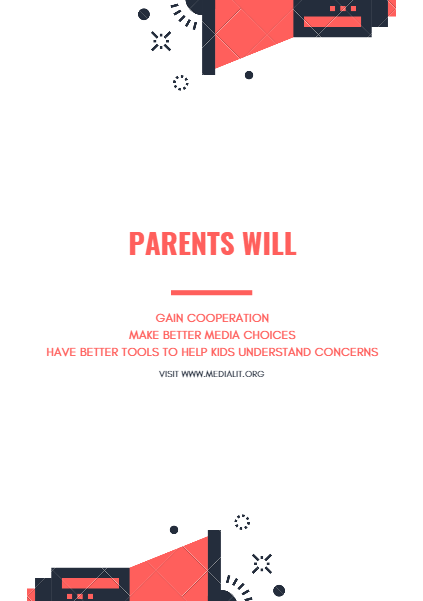 PARENTS WILL
GAIN COOPERATION
MAKE BETTER MEDIA CHOICES
HAVE BETTER TOOLS TO HELP KIDS UNDERSTAND CONCERNS
VISIT WWW.MEDIALIT.ORG